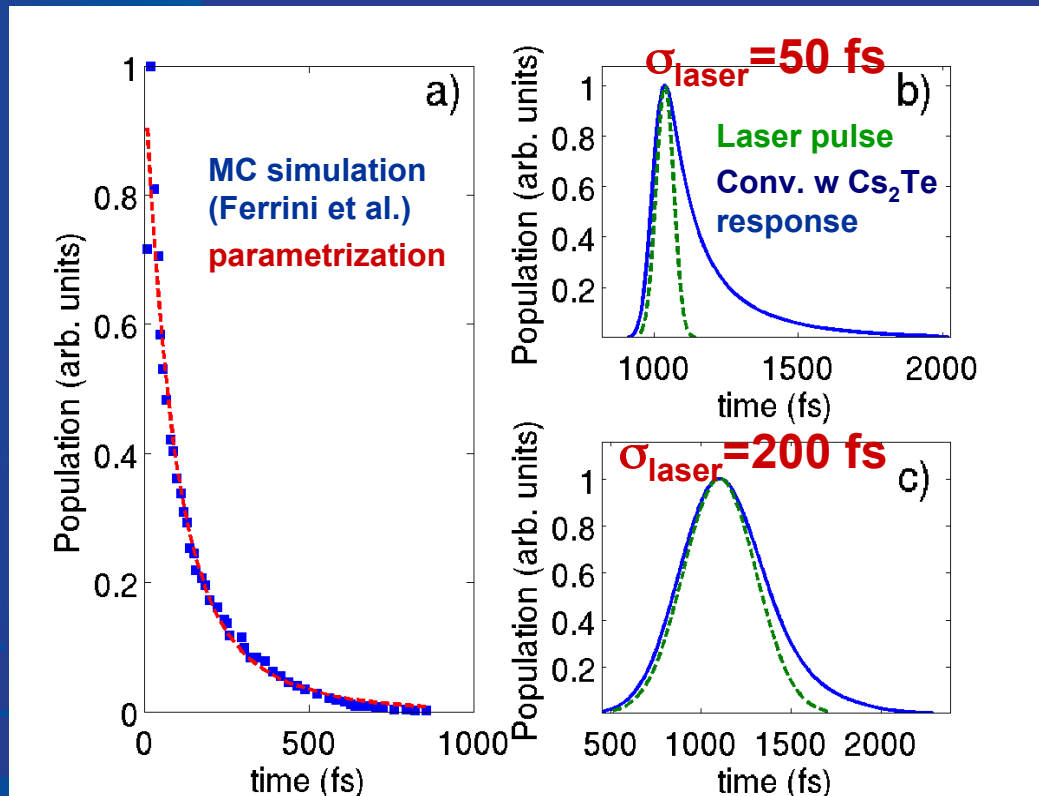 a)
MC simulation
(Ferrini et al.)
parametrization
Population (arb. units)
1
0.8
0.6
0.4
0.2
0
0 500 1000
time (fs)
σlaser=50 fs
b)
Laser pulse
Conv. w Cs₂Te
response
Population (arb. units)
1
0.8
0.6
0.4
0.2
1000 1500 2000
time (fs)
σlaser=200 fs
c)
Population (arb. units)
1
0.8
0.6
0.4
0.2
500 1000 1500 2000
time (fs)